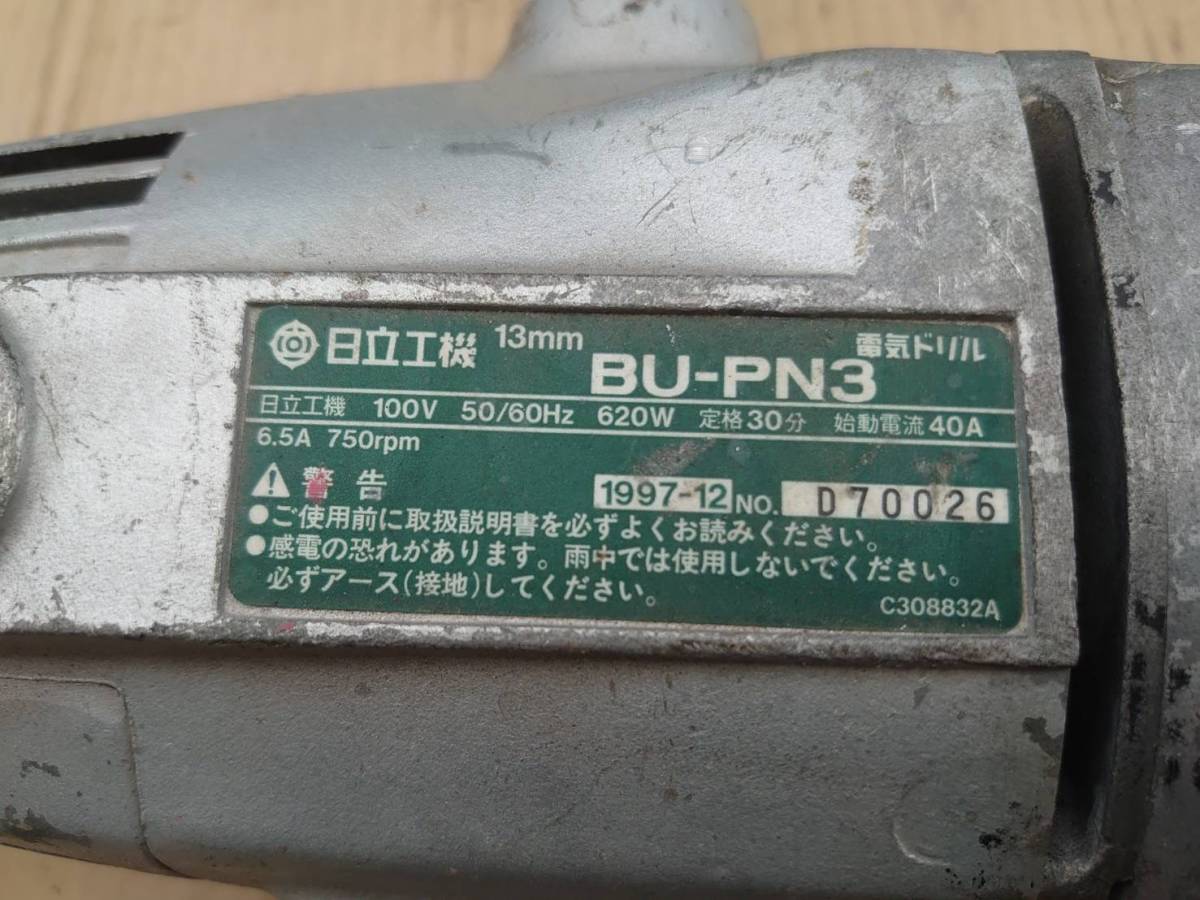 日立工機 13mm BU-PN3 電気ドリル
日立工機 100V 50/60Hz 620W 定格30分 始動電流40A
6.5A 750rpm
警告 1997-12 NO. D70026
●ご使用前に取扱説明書を必ずよくお読みください。
●感電の恐れがあります。雨中では使用しないでください。
必ずアース(接地)してください。
C308832A